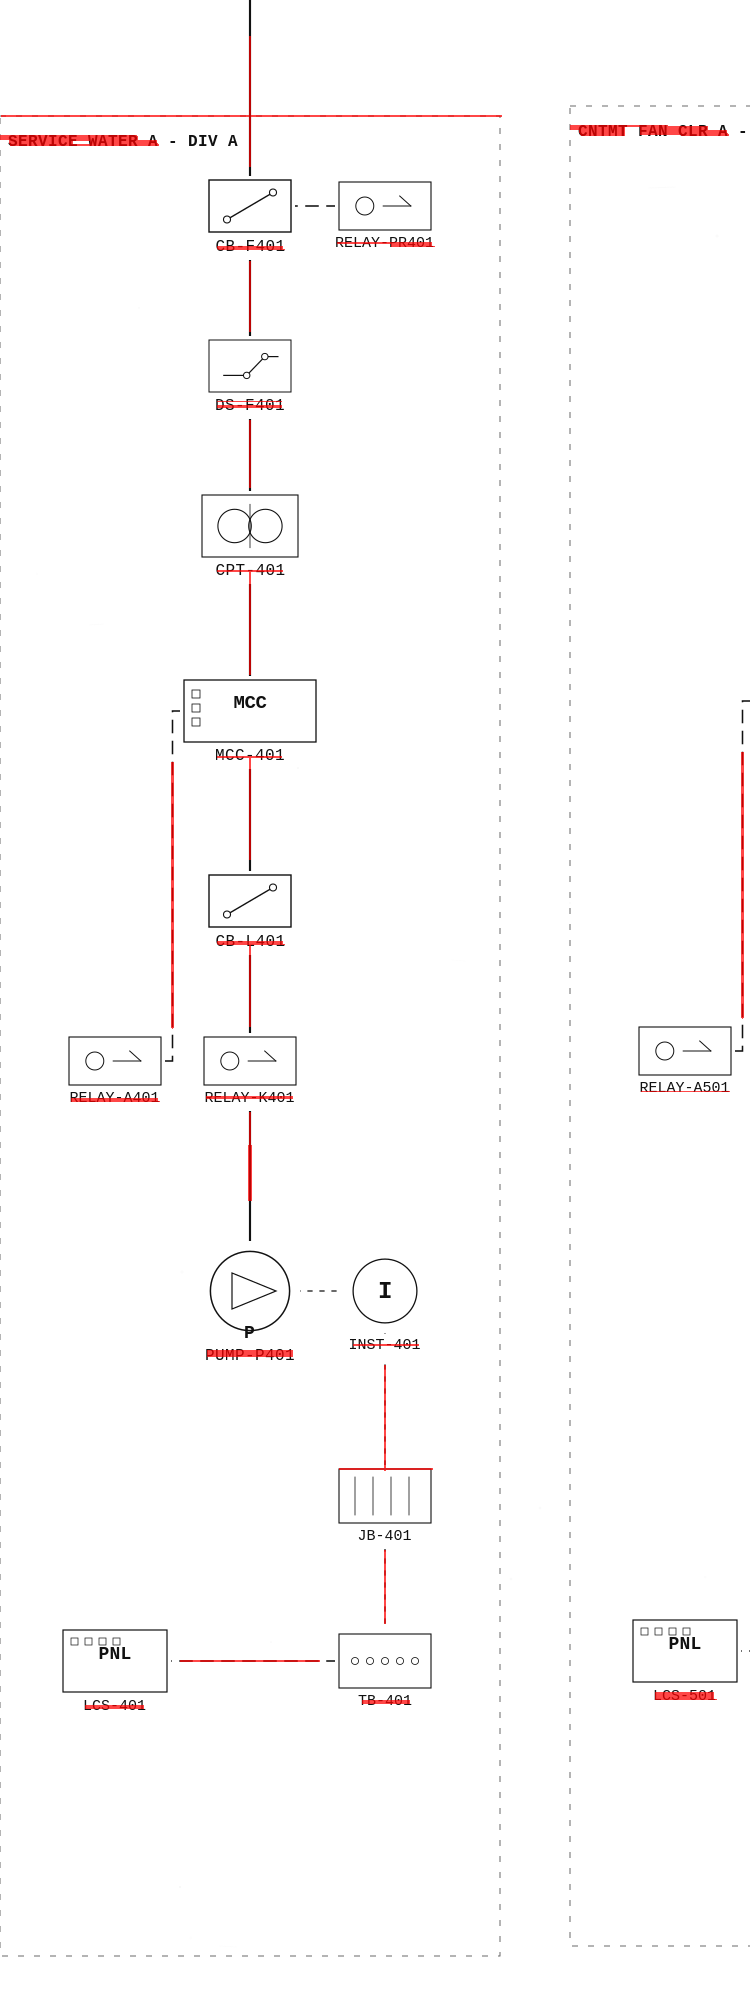 CNTMT FAN CLR A -
SERVICE WATER A - DIV A
CB-F401
RELAY-PR401
DS-F401
CPT-401
MCC
MCC-401
CB-L401
RELAY-A401
RELAY-K401
RELAY-A501
I
P
PUMP-P401
INST-401
JB-401
PNL
PNL
LCS-401
TB-401
LCS-501